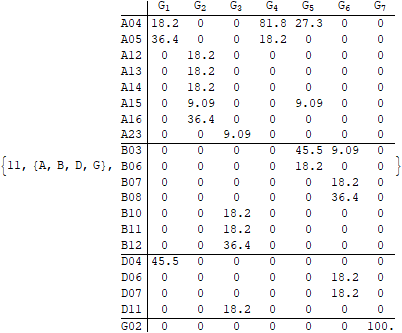 G₁ G₂ G₃ G₄ G₅ G₆ G₇
A04 18.2 0 0 81.8 27.3 0 0
A05 36.4 0 0 18.2 0 0 0
A12 0 18.2 0 0 0 0 0
A13 0 18.2 0 0 0 0 0
A14 0 18.2 0 0 0 0 0
A15 0 9.09 0 0 9.09 0 0
A16 0 36.4 0 0 0 0 0
A23 0 0 9.09 0 0 0 0
B03 0 0 0 0 45.5 9.09 0
{11, {A, B, D, G}, B06 0 0 0 0 18.2 0 0 }
B07 0 0 0 0 0 18.2 0
B08 0 0 0 0 0 36.4 0
B10 0 0 18.2 0 0 0 0
B11 0 0 18.2 0 0 0 0
B12 0 0 36.4 0 0 0 0
D04 45.5 0 0 0 0 0 0
D06 0 0 0 0 0 18.2 0
D07 0 0 0 0 0 18.2 0
D11 0 0 18.2 0 0 0 0
G02 0 0 0 0 0 0 100.